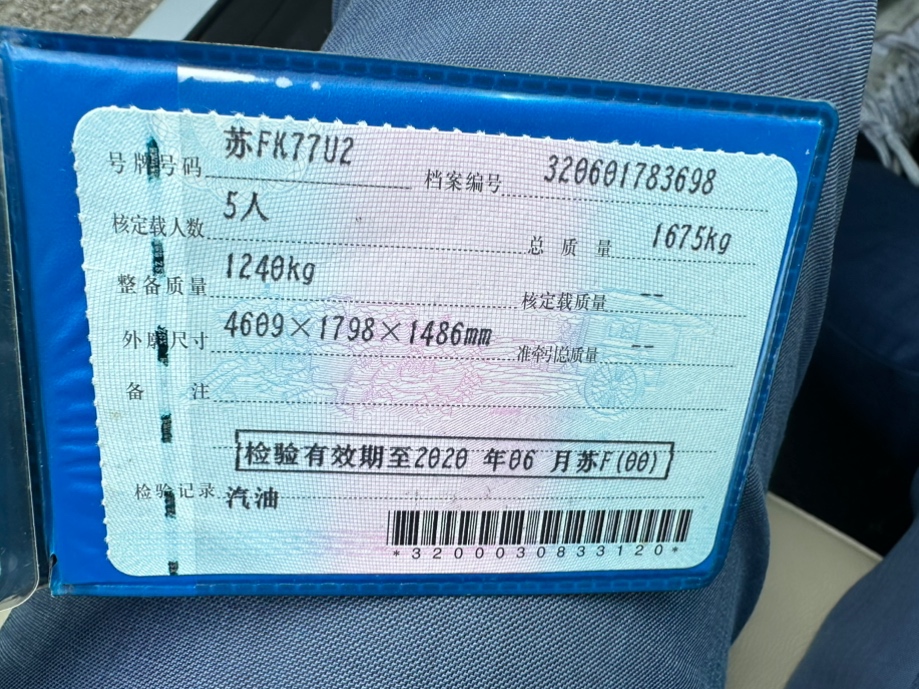 号牌号码 苏FK77U2 档案编号 320601783698
核定载人数 5人 总质量 1675kg
整备质量 1240kg 核定载质量 --
外廓尺寸 4609×1798×1486mm 准牵引总质量 --
备注
检验有效期至2020年06月苏F(00)
检验记录 汽油
*3200030833120*